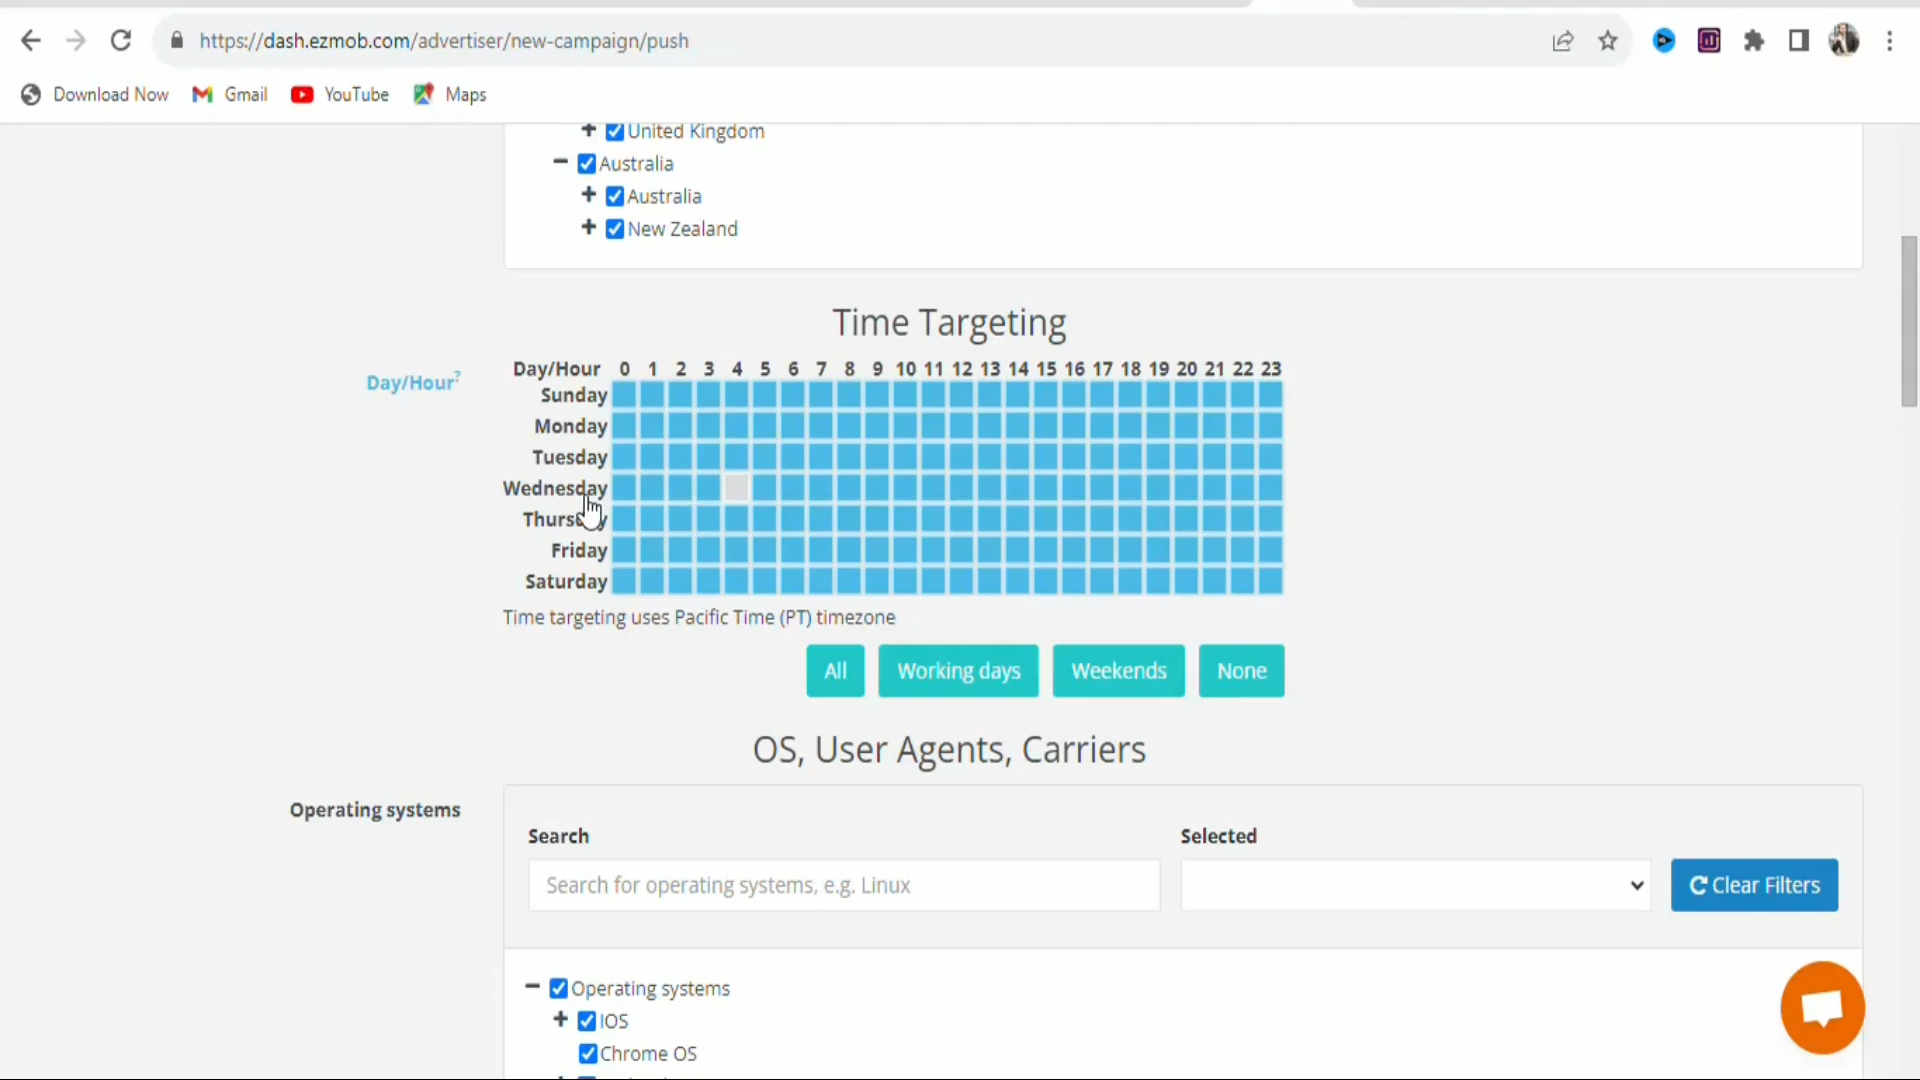 https://dash.ezmob.com/advertiser/new-campaign/push
Download Now Gmail YouTube Maps
United Kingdom
Australia
Australia
New Zealand
Time Targeting
Day/Hour?
Day/Hour 0 1 2 3 4 5 6 7 8 9 10 11 12 13 14 15 16 17 18 19 20 21 22 23
Sunday
Monday
Tuesday
Wednesday
Thursday
Friday
Saturday
Time targeting uses Pacific Time (PT) timezone
All Working days Weekends None
OS, User Agents, Carriers
Operating systems
Search Selected
Search for operating systems, e.g. Linux Clear Filters
Operating systems
IOS
Chrome OS